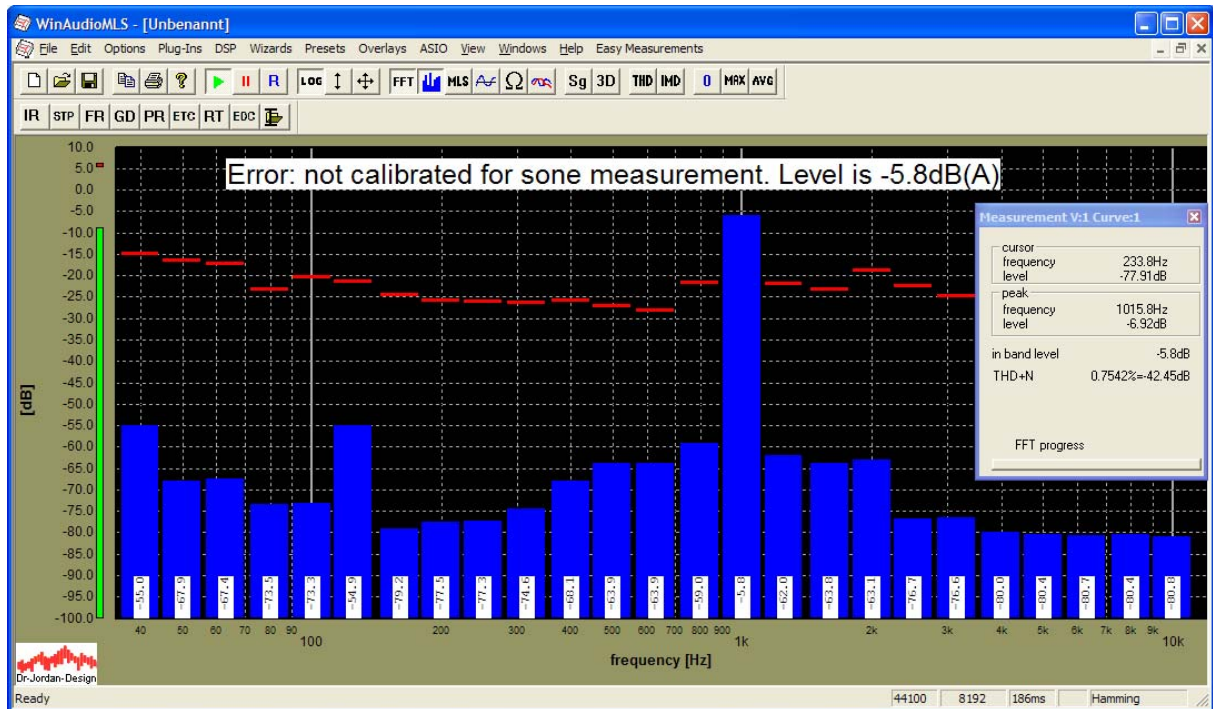 WinAudioMLS - [Unbenannt]
File Edit Options Plug-Ins DSP Wizards Presets Overlays ASIO View Windows Help Easy Measurements
R LOG FFT MLS Ω Sg 3D THD IMD 0 MAX AVG
IR STP FR GD PR ETC RT EDC
Error: not calibrated for sone measurement. Level is -5.8dB(A)
10.0
5.0
0.0
-5.0
-10.0
-15.0
-20.0
-25.0
-30.0
-35.0
-40.0
-45.0
-50.0
-55.0
-60.0
-65.0
-70.0
-75.0
-80.0
-85.0
-90.0
-95.0
-100.0
[dB]
Measurement V:1 Curve:1
cursor
frequency 233.8Hz
level -77.91dB
peak
frequency 1015.8Hz
level -6.92dB
in band level -5.8dB
THD+N 0.7542%=-42.45dB
FFT progress
-55.0 -67.9 -67.4 -73.5 -73.3 -54.9 -79.2 -77.5 -77.3 -74.6 -68.1 -63.9 -63.9 -59.0 -5.8 -62.0 -63.8 -63.1 -76.7 -76.6 -80.0 -80.4 -80.7 -80.4 -80.8
40 50 60 70 80 90 100 200 300 400 500 600 700 800 900 1k 2k 3k 4k 5k 6k 7k 8k 9k 10k
frequency [Hz]
Dr-Jordan-Design
Ready 44100 8192 186ms Hamming